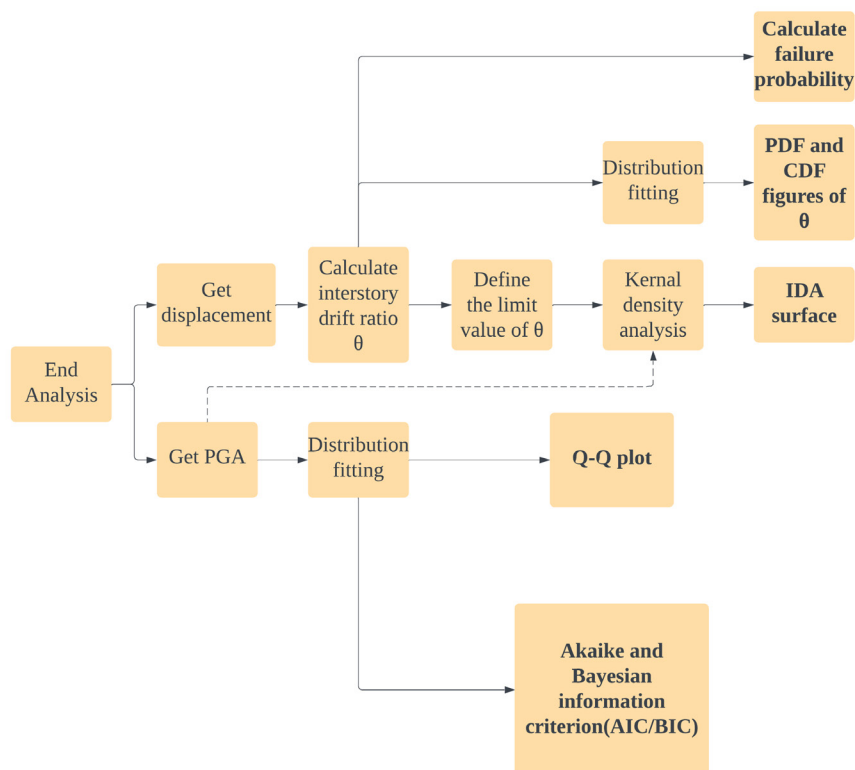 Calculate
failure
probability
Distribution
fitting
PDF and
CDF
figures of
θ
Get
displacement
Calculate
interstory
drift ratio
θ
Define
the limit
value of θ
Kernal
density
analysis
IDA
surface
End
Analysis
Get PGA
Distribution
fitting
Q-Q plot
Akaike and
Bayesian
information
criterion(AIC/BIC)